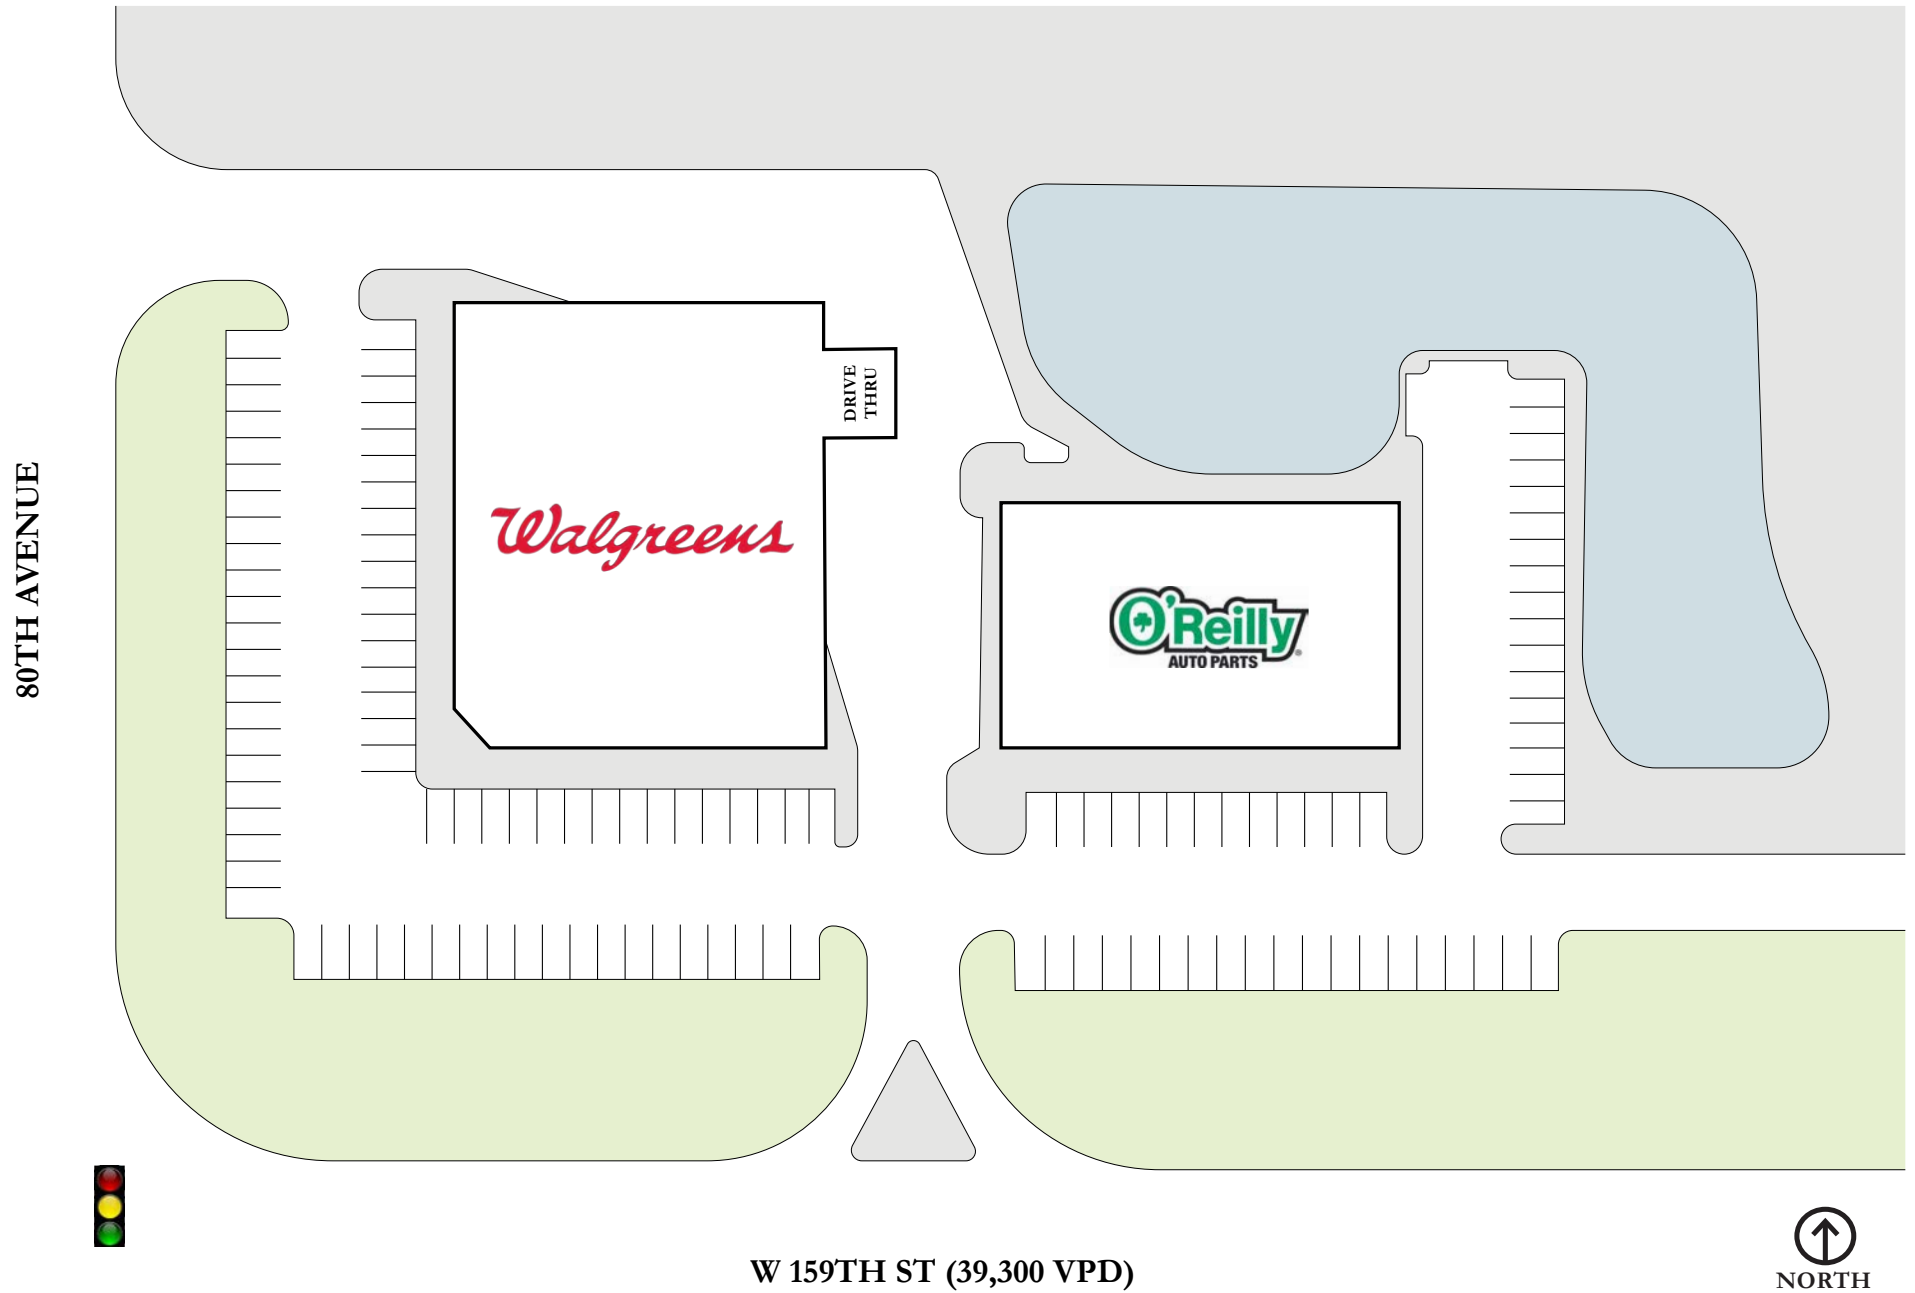 80TH AVENUE
DRIVE
THRU
Walgreens
O'Reilly
AUTO PARTS
W 159TH ST (39,300 VPD)
NORTH